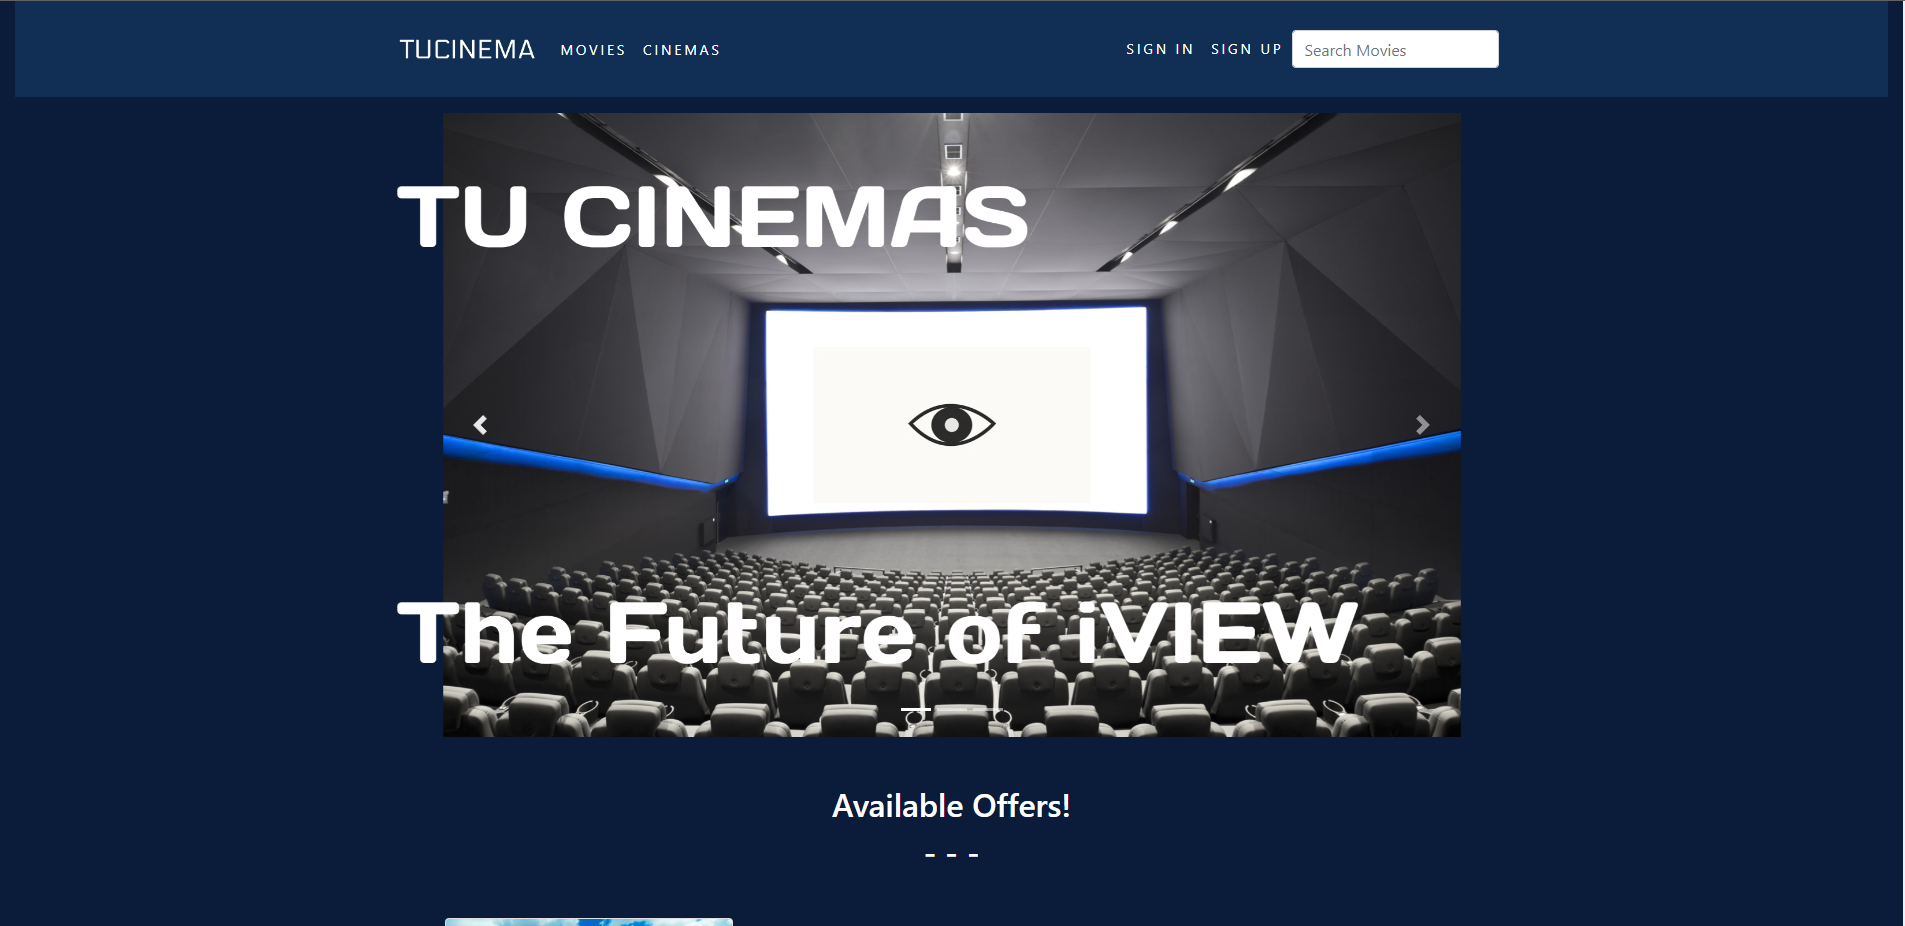 TUCINEMA MOVIES CINEMAS SIGN IN SIGN UP Search Movies
TU CINEMAS
The Future of iVIEW
Available Offers!
- - -